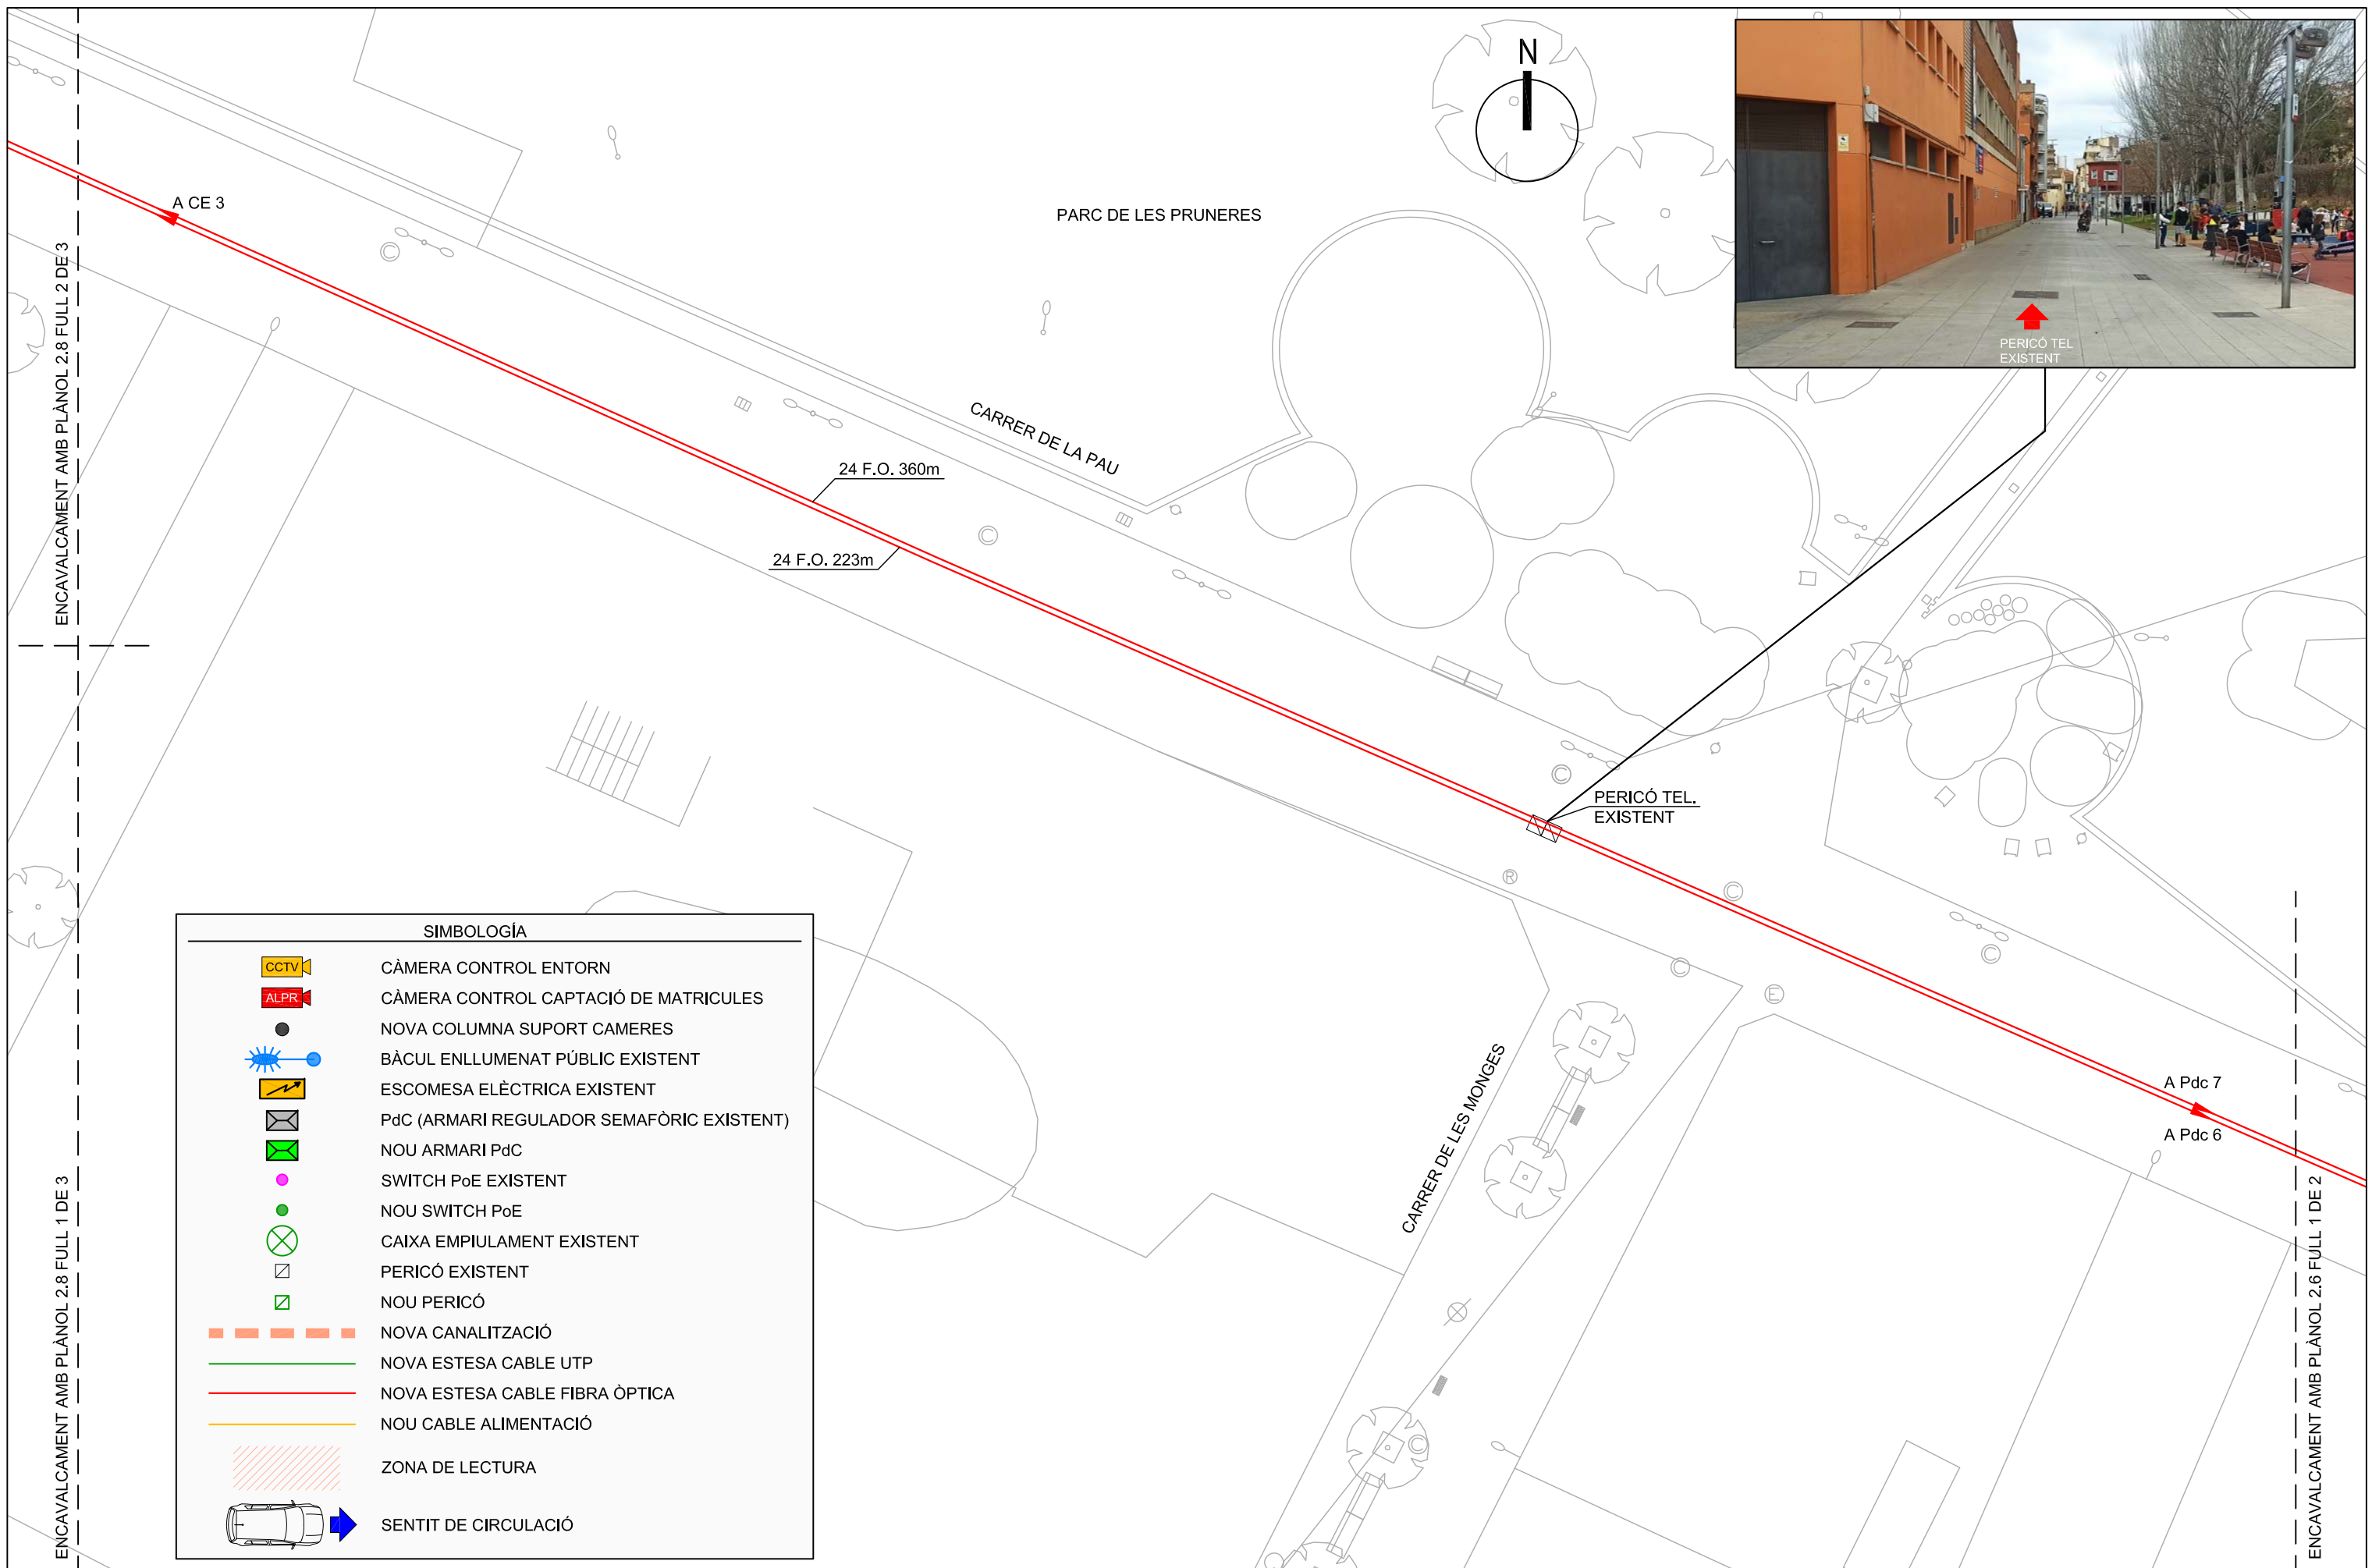 N
PARC DE LES PRUNERES
A CE 3
PERICÓ TEL
EXISTENT
CARRER DE LA PAU
24 F.O. 360m
24 F.O. 223m
PERICÓ TEL.
EXISTENT
CARRER DE LES MONGES
A Pdc 7
A Pdc 6
ENCAVALCAMENT AMB PLÀNOL 2.8 FULL 2 DE 3
ENCAVALCAMENT AMB PLÀNOL 2.8 FULL 1 DE 3
ENCAVALCAMENT AMB PLÀNOL 2.6 FULL 1 DE 2
C
C
C
R
C
C
C
E
C
SIMBOLOGÍA
CCTV CÀMERA CONTROL ENTORN
ALPR CÀMERA CONTROL CAPTACIÓ DE MATRICULES
NOVA COLUMNA SUPORT CAMERES
BÀCUL ENLLUMENAT PÚBLIC EXISTENT
ESCOMESA ELÈCTRICA EXISTENT
PdC (ARMARI REGULADOR SEMAFÒRIC EXISTENT)
NOU ARMARI PdC
SWITCH PoE EXISTENT
NOU SWITCH PoE
CAIXA EMPIULAMENT EXISTENT
PERICÓ EXISTENT
NOU PERICÓ
NOVA CANALITZACIÓ
NOVA ESTESA CABLE UTP
NOVA ESTESA CABLE FIBRA ÒPTICA
NOU CABLE ALIMENTACIÓ
ZONA DE LECTURA
SENTIT DE CIRCULACIÓ